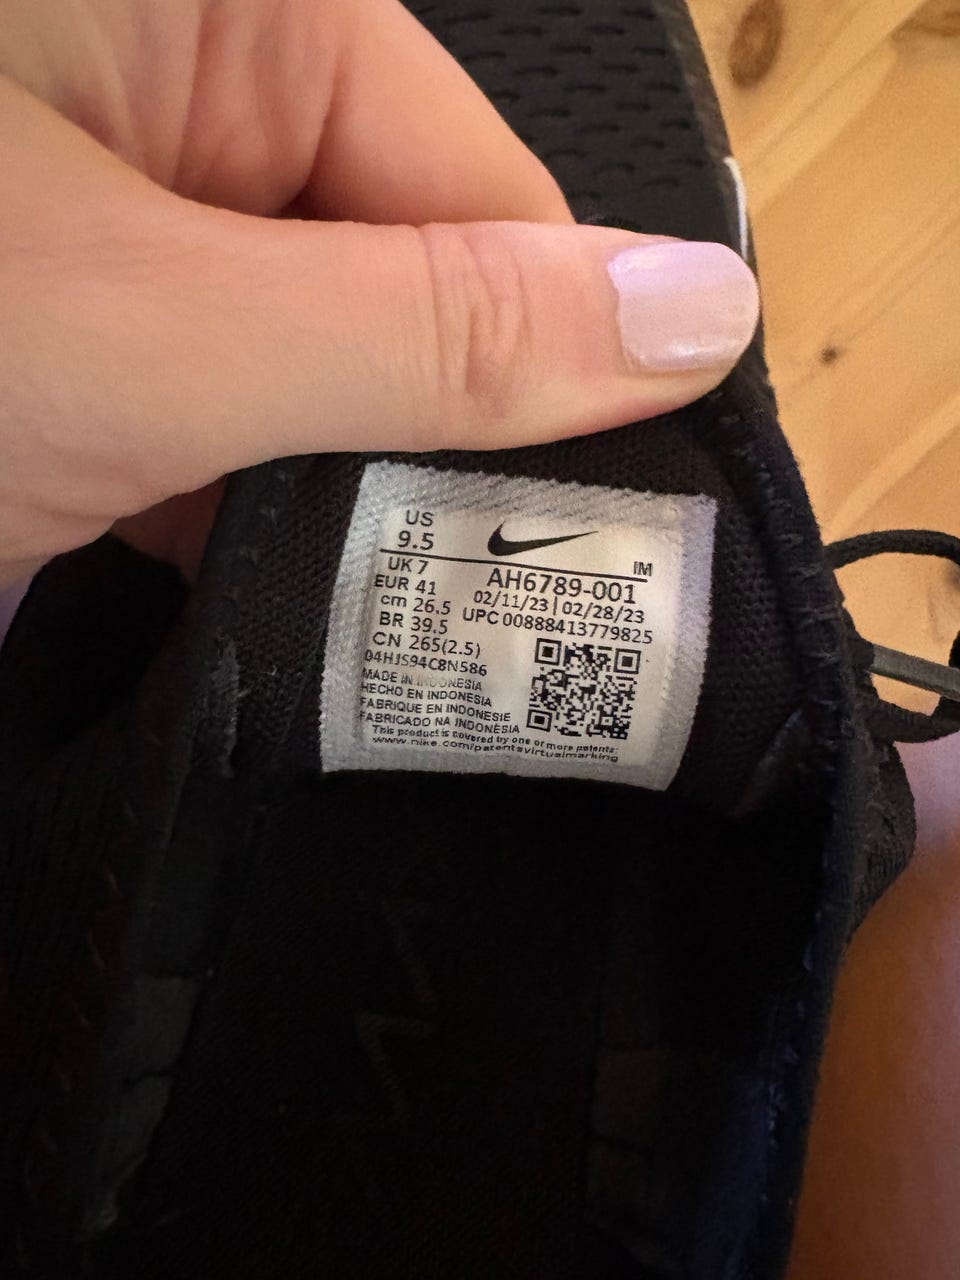 US
9.5
IM
UK 7
EUR 41
cm 26.5
BR 39.5
CN 265(2.5)
AH6789-001
02/11/23 | 02/28/23
UPC 00888413779825
MADE IN INDONESIA
HECHO EN INDONESIA
FABRIQUE EN INDONESIE
FABRICADO NA INDONÉSIA
This product is covered by one or more patents:
www.nike.com/patentsvirtualmarking